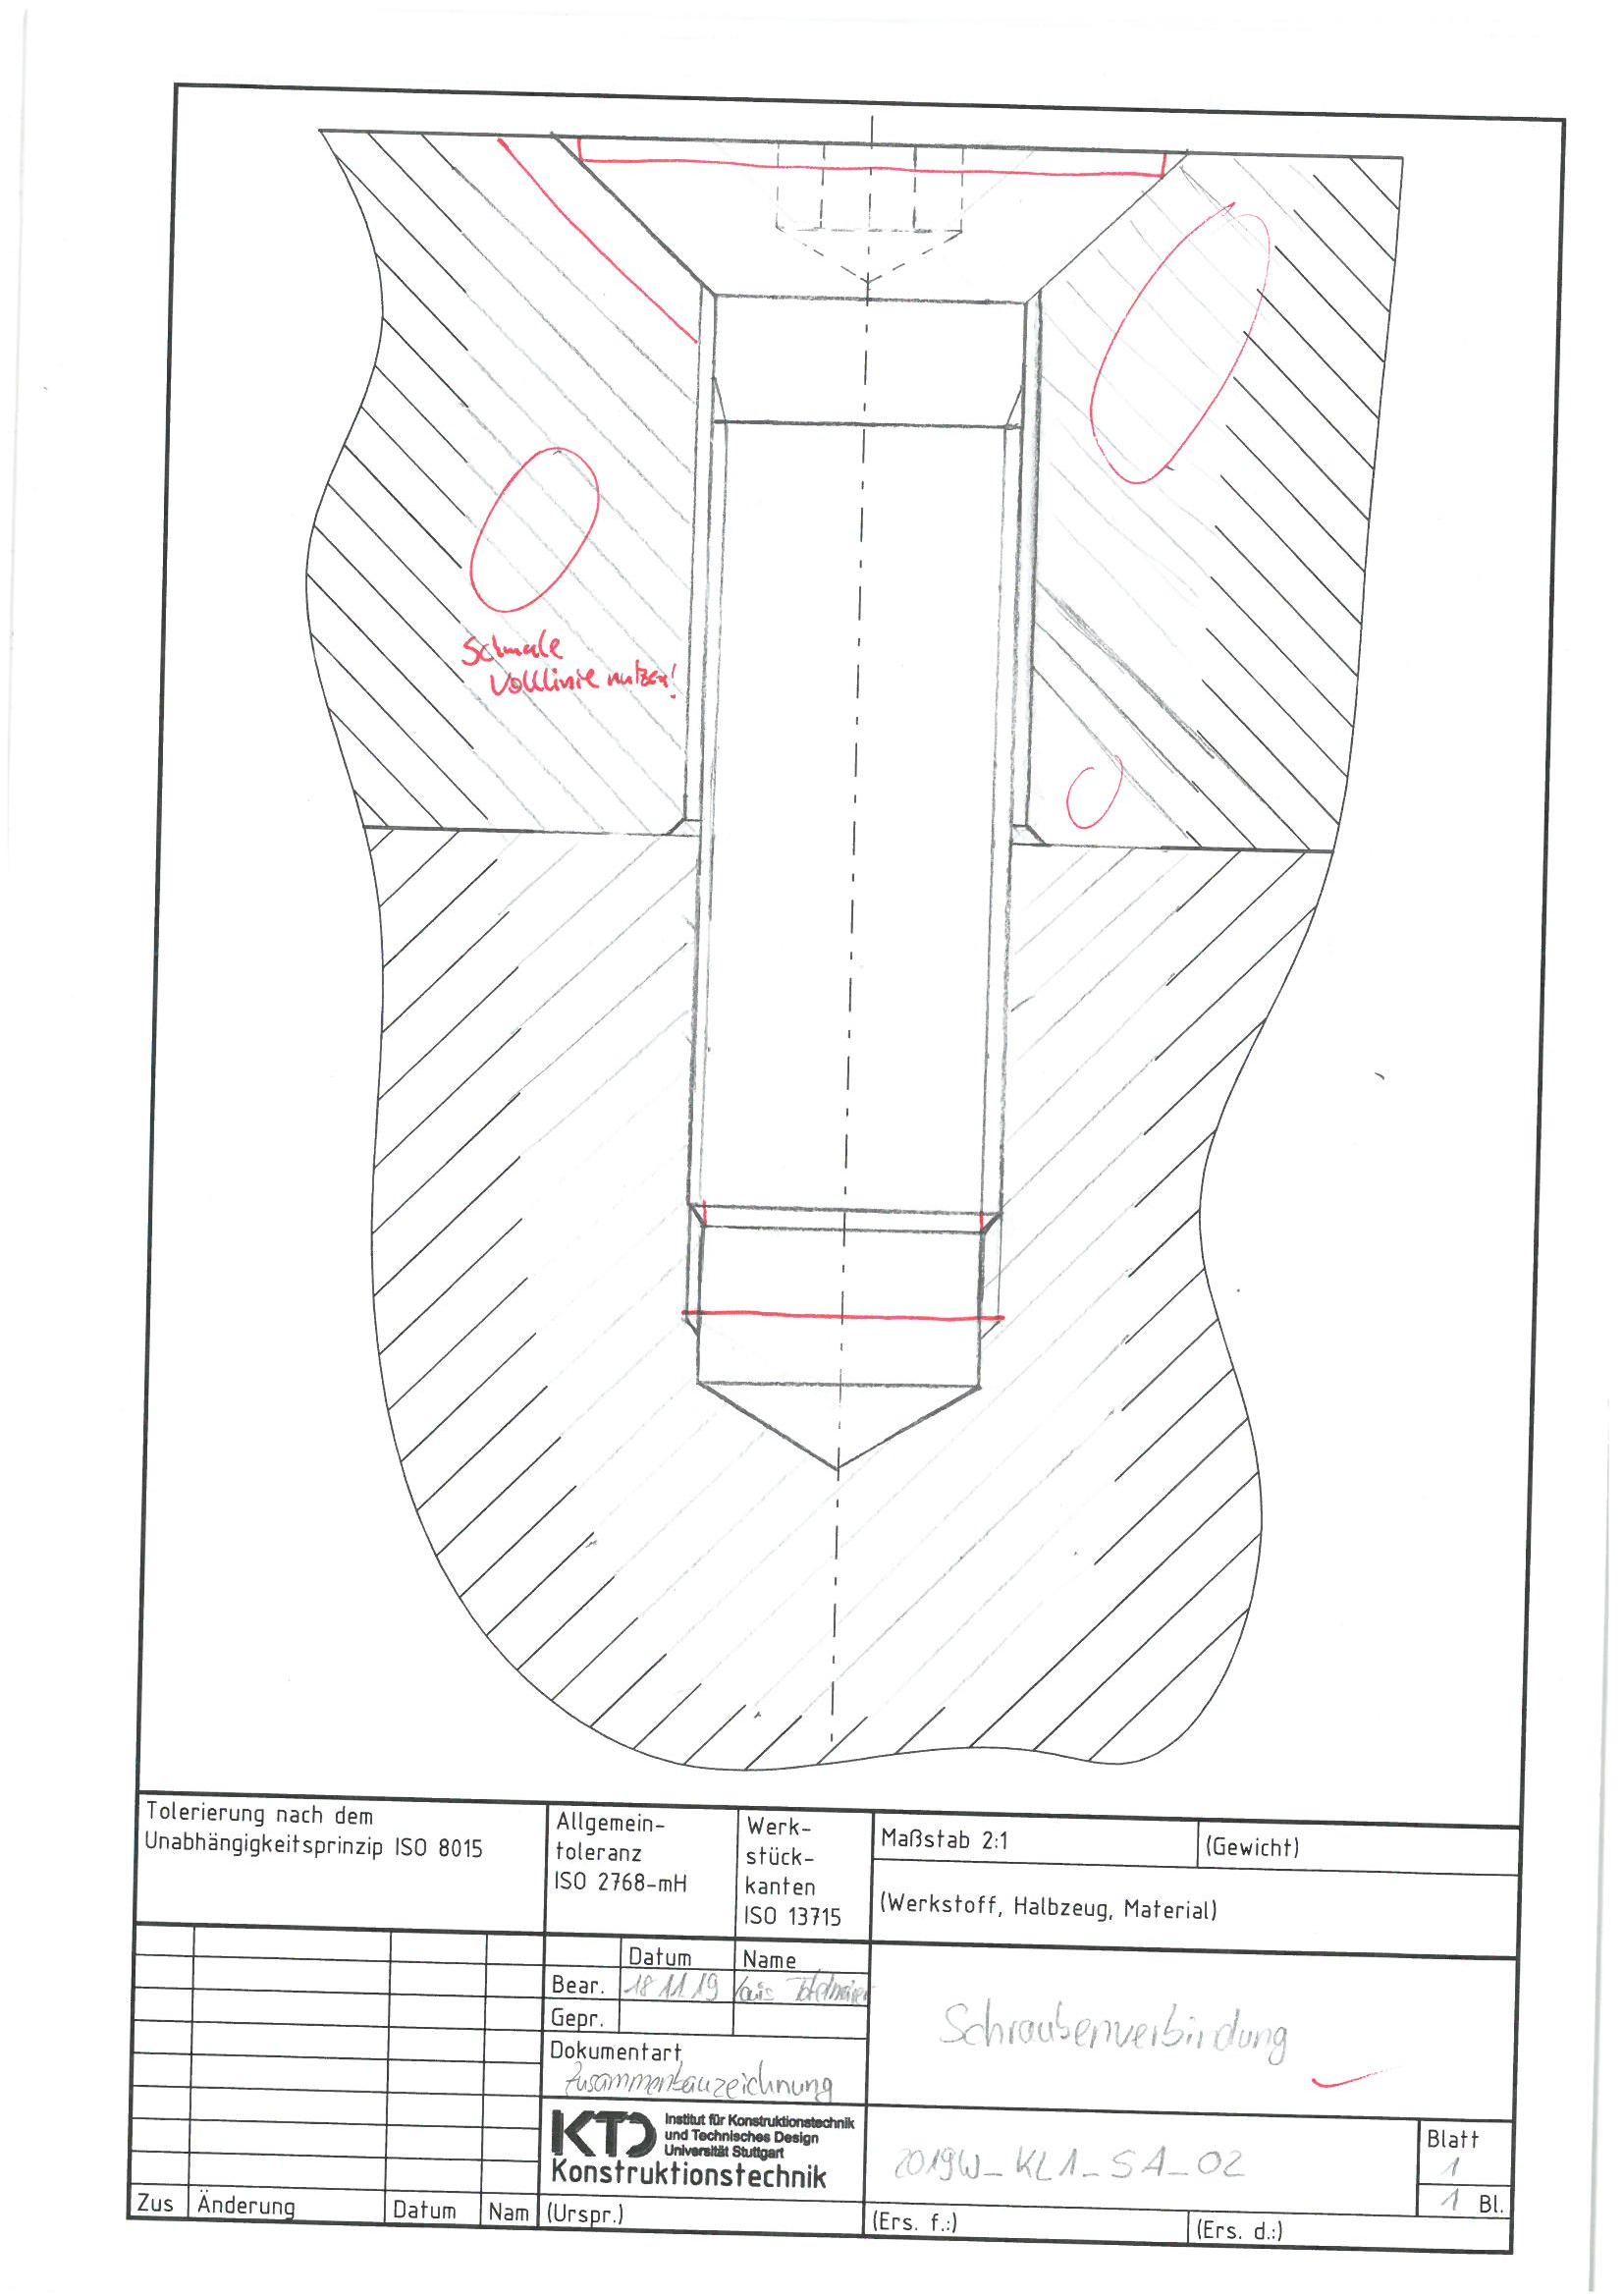 Schmale
Volllinie nutzen!
Tolerierung nach dem
Unabhängigkeitsprinzip ISO 8015
Allgemein-
toleranz
ISO 2768-mH
Werk-
stück-
kanten
ISO 13715
Maßstab 2:1
(Gewicht)
(Werkstoff, Halbzeug, Material)
Datum
Name
Bear.
18.11.19
Gepr.
Dokumentart
Zusammenbauzeichnung
Schraubenverbindung
KTD
Institut für Konstruktionstechnik
und Technisches Design
Universität Stuttgart
Konstruktionstechnik
2019W_KL1_SA_02
Blatt
1
1 Bl.
Zus
Änderung
Datum
Nam
(Urspr.)
(Ers. f.:)
(Ers. d.:)